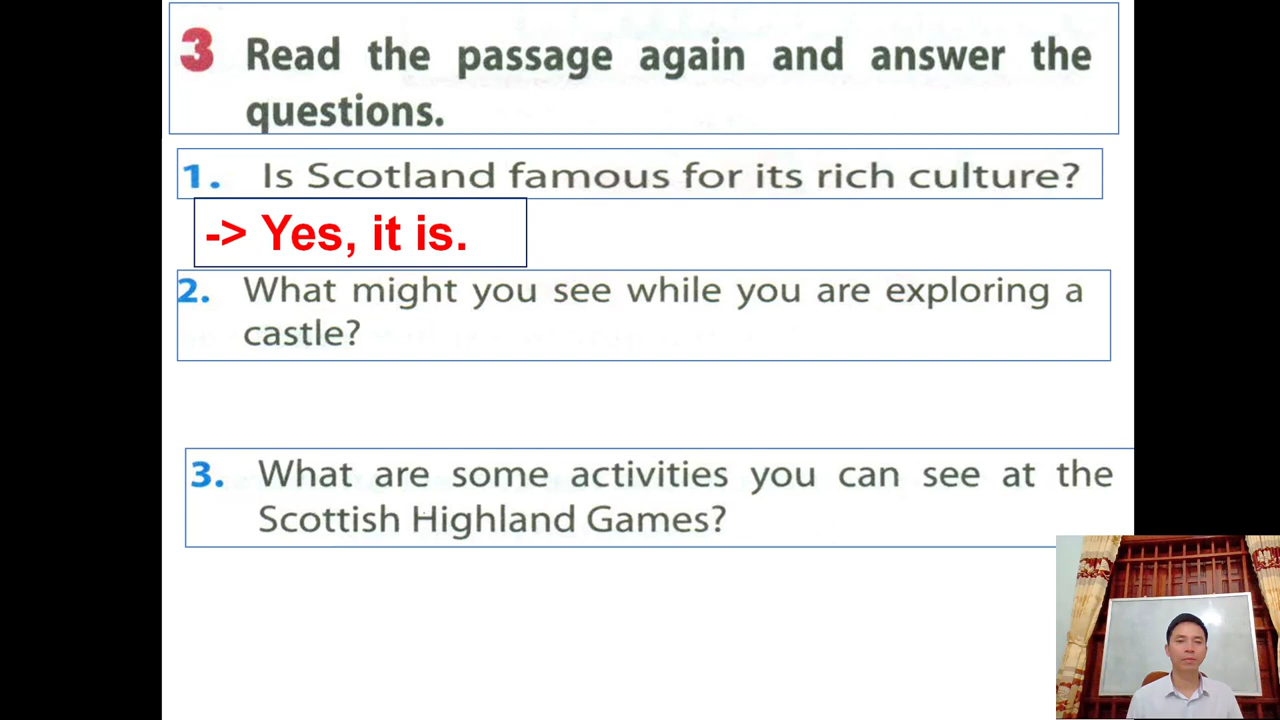 3 Read the passage again and answer the
questions.
1. Is Scotland famous for its rich culture?
-> Yes, it is.
2. What might you see while you are exploring a
castle?
3. What are some activities you can see at the
Scottish Highland Games?